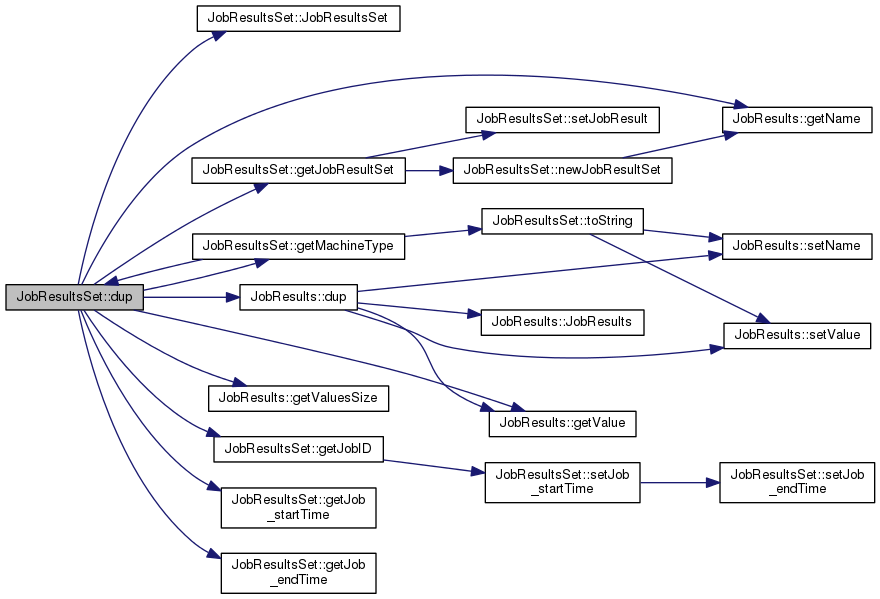 JobResultsSet::JobResultsSet
JobResultsSet::setJobResult
JobResults::getName
JobResultsSet::getJobResultSet
JobResultsSet::newJobResultSet
JobResultsSet::toString
JobResultsSet::getMachineType
JobResults::setName
JobResultsSet::dup
JobResults::dup
JobResults::JobResults
JobResults::setValue
JobResults::getValuesSize
JobResults::getValue
JobResultsSet::getJobID
JobResultsSet::setJob
_startTime
JobResultsSet::setJob
_endTime
JobResultsSet::getJob
_startTime
JobResultsSet::getJob
_endTime